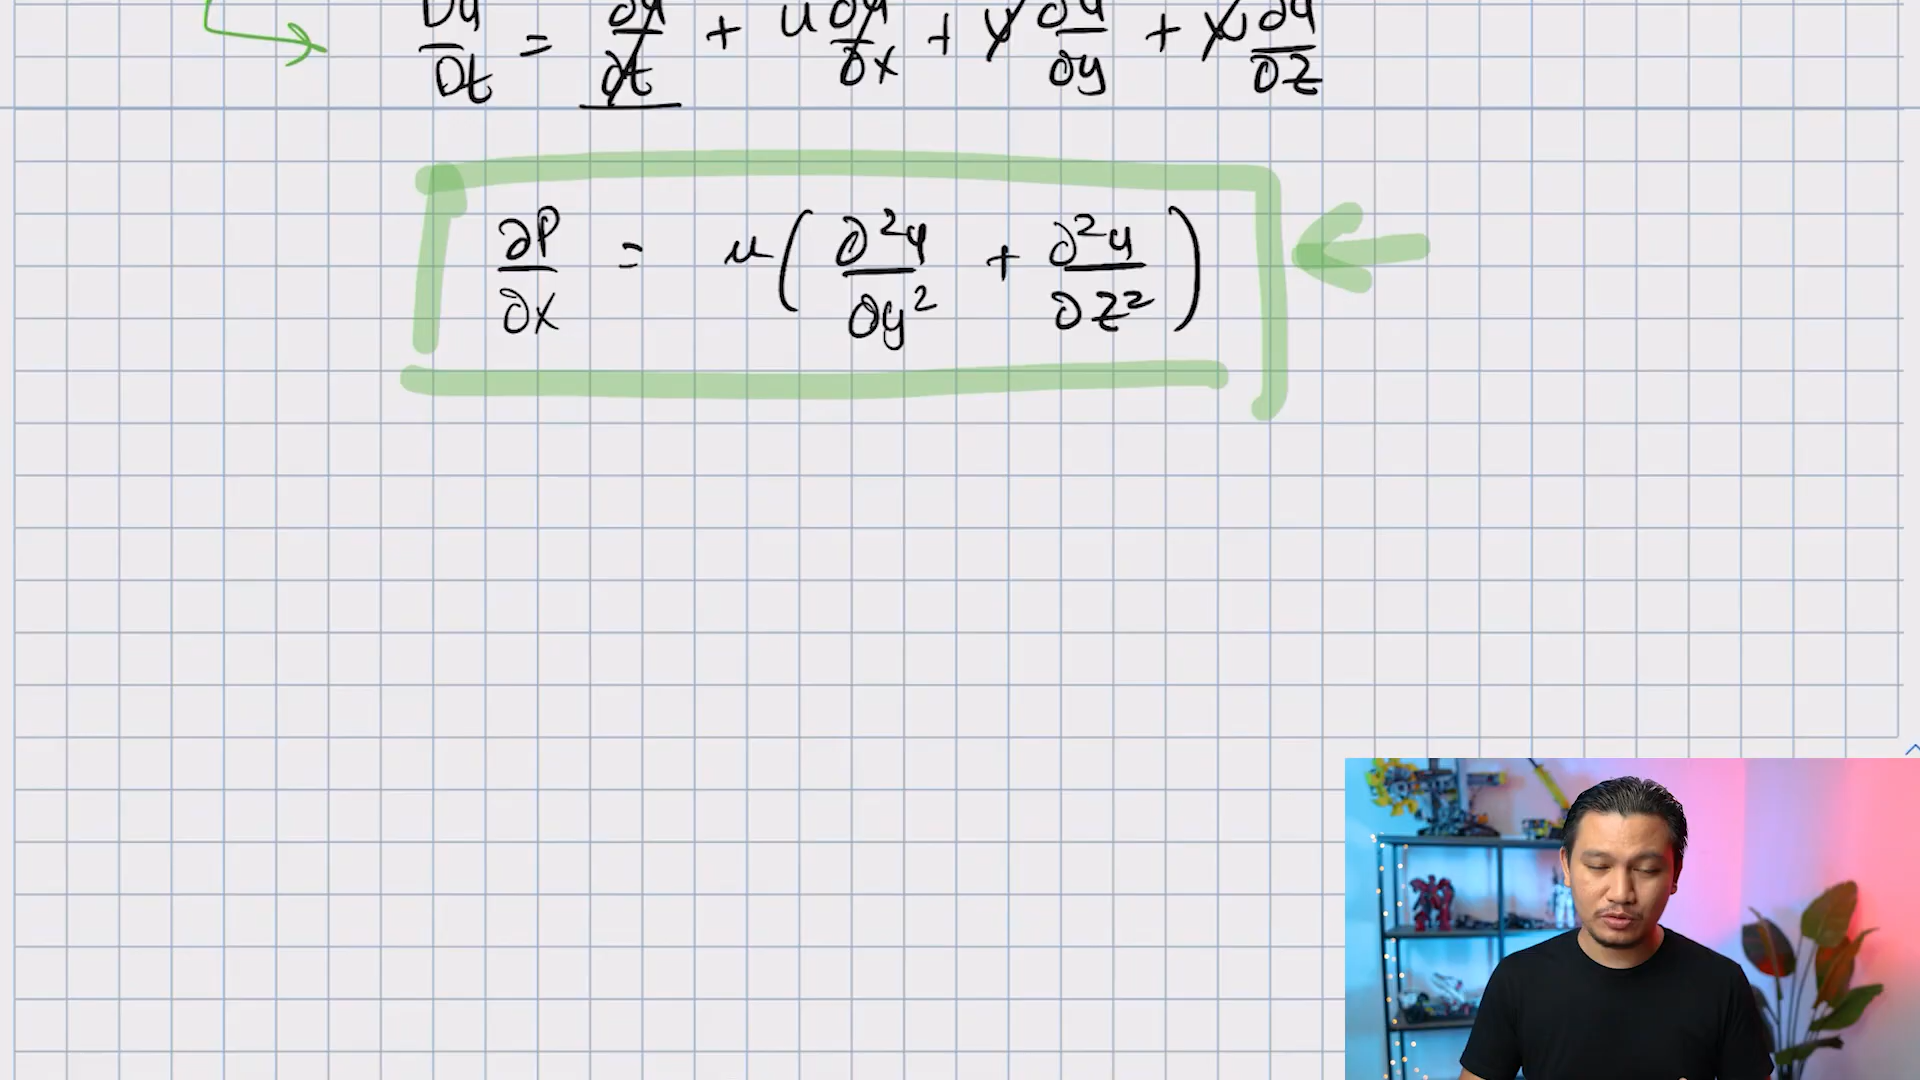 Du/Dt = ∂u/∂t + u ∂u/∂x + v ∂u/∂y + w ∂u/∂z
∂P/∂x = μ(∂²u/∂y² + ∂²u/∂z²)